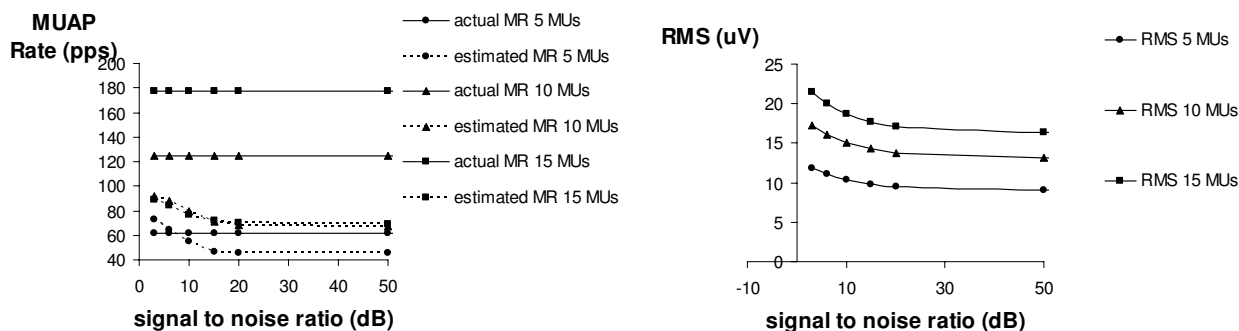 MUAP
Rate (pps)
200
180
160
140
120
100
80
60
40
0 10 20 30 40 50
signal to noise ratio (dB)
actual MR 5 MUs
estimated MR 5 MUs
actual MR 10 MUs
estimated MR 10 MUs
actual MR 15 MUs
estimated MR 15 MUs
RMS (uV)
25
20
15
10
5
0
-10 10 30 50
signal to noise ratio (dB)
RMS 5 MUs
RMS 10 MUs
RMS 15 MUs